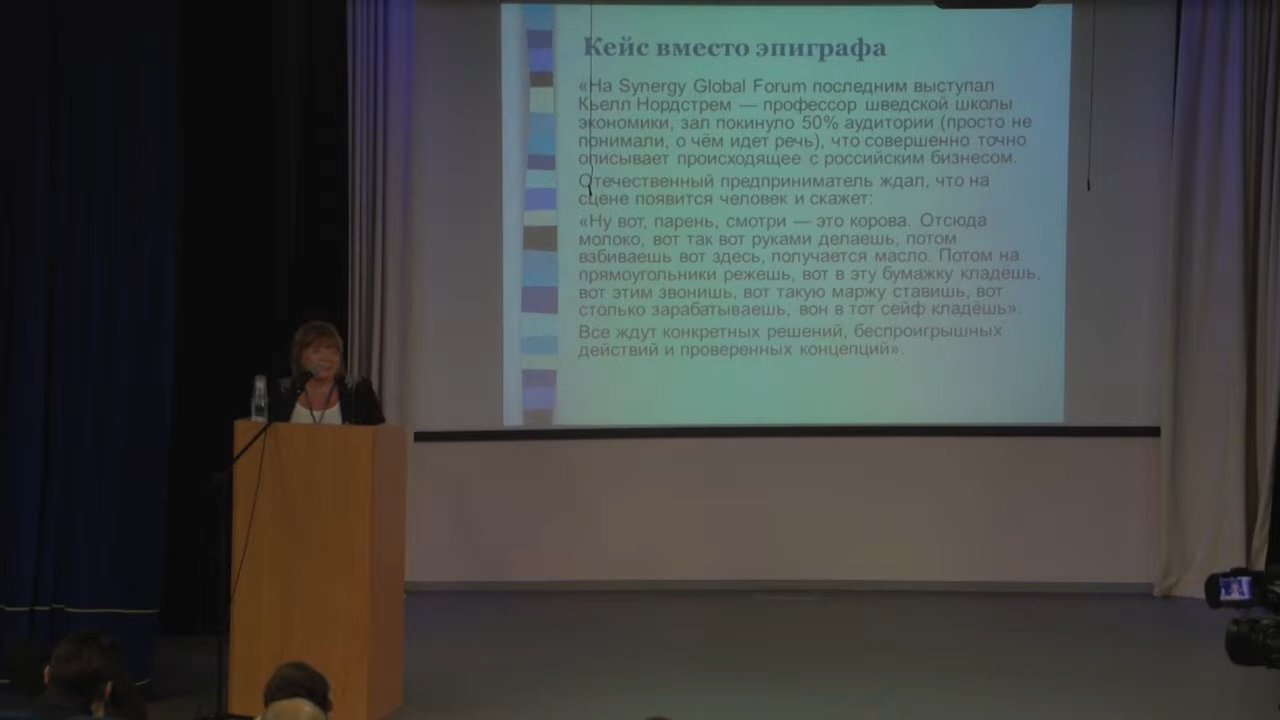 Кейс вместо эпиграфа
«На Synergy Global Forum последним выступал
Кьелл Нордстрем — профессор шведской школы
экономики, зал покинуло 50% аудитории (просто не
понимали, о чём идет речь), что совершенно точно
описывает происходящее с российским бизнесом.
Отечественный предприниматель ждал, что на
сцене появится человек и скажет:
«Ну вот, парень, смотри — это корова. Отсюда
молоко, вот так вот руками делаешь, потом
взбиваешь вот здесь, получается масло. Потом на
прямоугольники режешь, вот в эту бумажку кладёшь,
вот этим звонишь, вот такую маржу ставишь, вот
столько зарабатываешь, вон в тот сейф кладёшь».
Все ждут конкретных решений, беспроигрышных
действий и проверенных концепций».